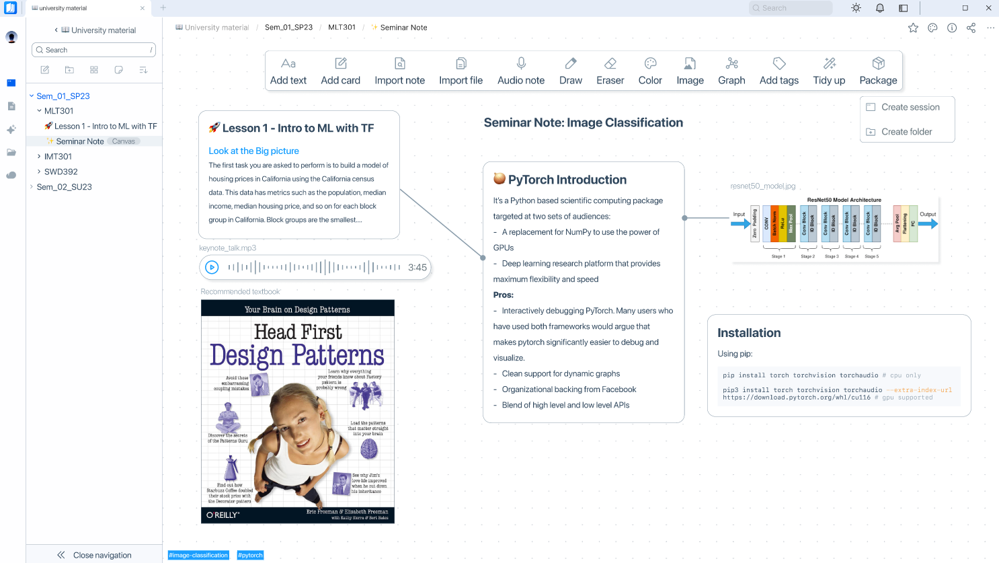 university material
Search
University material
Search /
Sem_01_SP23
MLT301
Lesson 1 - Intro to ML with TF
Seminar Note Canvas
IMT301
SWD392
Sem_02_SU23
Close navigation
University material / Sem_01_SP23 / MLT301 / Seminar Note
Add text
Add card
Import note
Import file
Audio note
Draw
Eraser
Color
Image
Graph
Add tags
Tidy up
Package
Create session
Create folder
Lesson 1 - Intro to ML with TF
Look at the Big picture
The first task you are asked to perform is to build a model of
housing prices in California using the California census
data. This data has metrics such as the population, median
income, median housing price, and so on for each block
group in California. Block groups are the smallest....
keynote_talk.mp3
3:45
Recommended textbook
Your Brain on Design Patterns
Head First
Design Patterns
Avoid those
embarrassing
coupling mistakes
Learn why everything
your friends know about Factory
pattern is
probably wrong
Discover the secrets
of the Patterns Guru
Load the patterns
that matter straight
into your brain
Find out how
Starbuzz Coffee doubled
their stock price with
the Decorator pattern
See why Jim's
love life improved
when he cut down
his inheritance
O'REILLY
Eric Freeman & Elisabeth Freeman
with Kathy Sierra & Bert Bates
Seminar Note: Image Classification
PyTorch Introduction
It's a Python based scientific computing package
targeted at two sets of audiences:
- A replacement for NumPy to use the power of
GPUs
- Deep learning research platform that provides
maximum flexibility and speed
Pros:
- Interactively debugging PyTorch. Many users who
have used both frameworks would argue that
makes pytorch significantly easier to debug and
visualize.
- Clean support for dynamic graphs
- Organizational backing from Facebook
- Blend of high level and low level APIs
resnet50_model.jpg
ResNet50 Model Architecture
Input
Zero Padding
CONV
Batch Norm
ReLu
Max Pool
Conv Block
ID Block
Conv Block
ID Block
Conv Block
ID Block
Conv Block
ID Block
Avg Pool
Flattening
FC
Output
Stage 1
Stage 2
Stage 3
Stage 4
Stage 5
Installation
Using pip:
pip install torch torchvision torchaudio # cpu only
pip3 install torch torchvision torchaudio --extra-index-url
https://download.pytorch.org/whl/cu116 # gpu supported
#image-classification
#pytorch